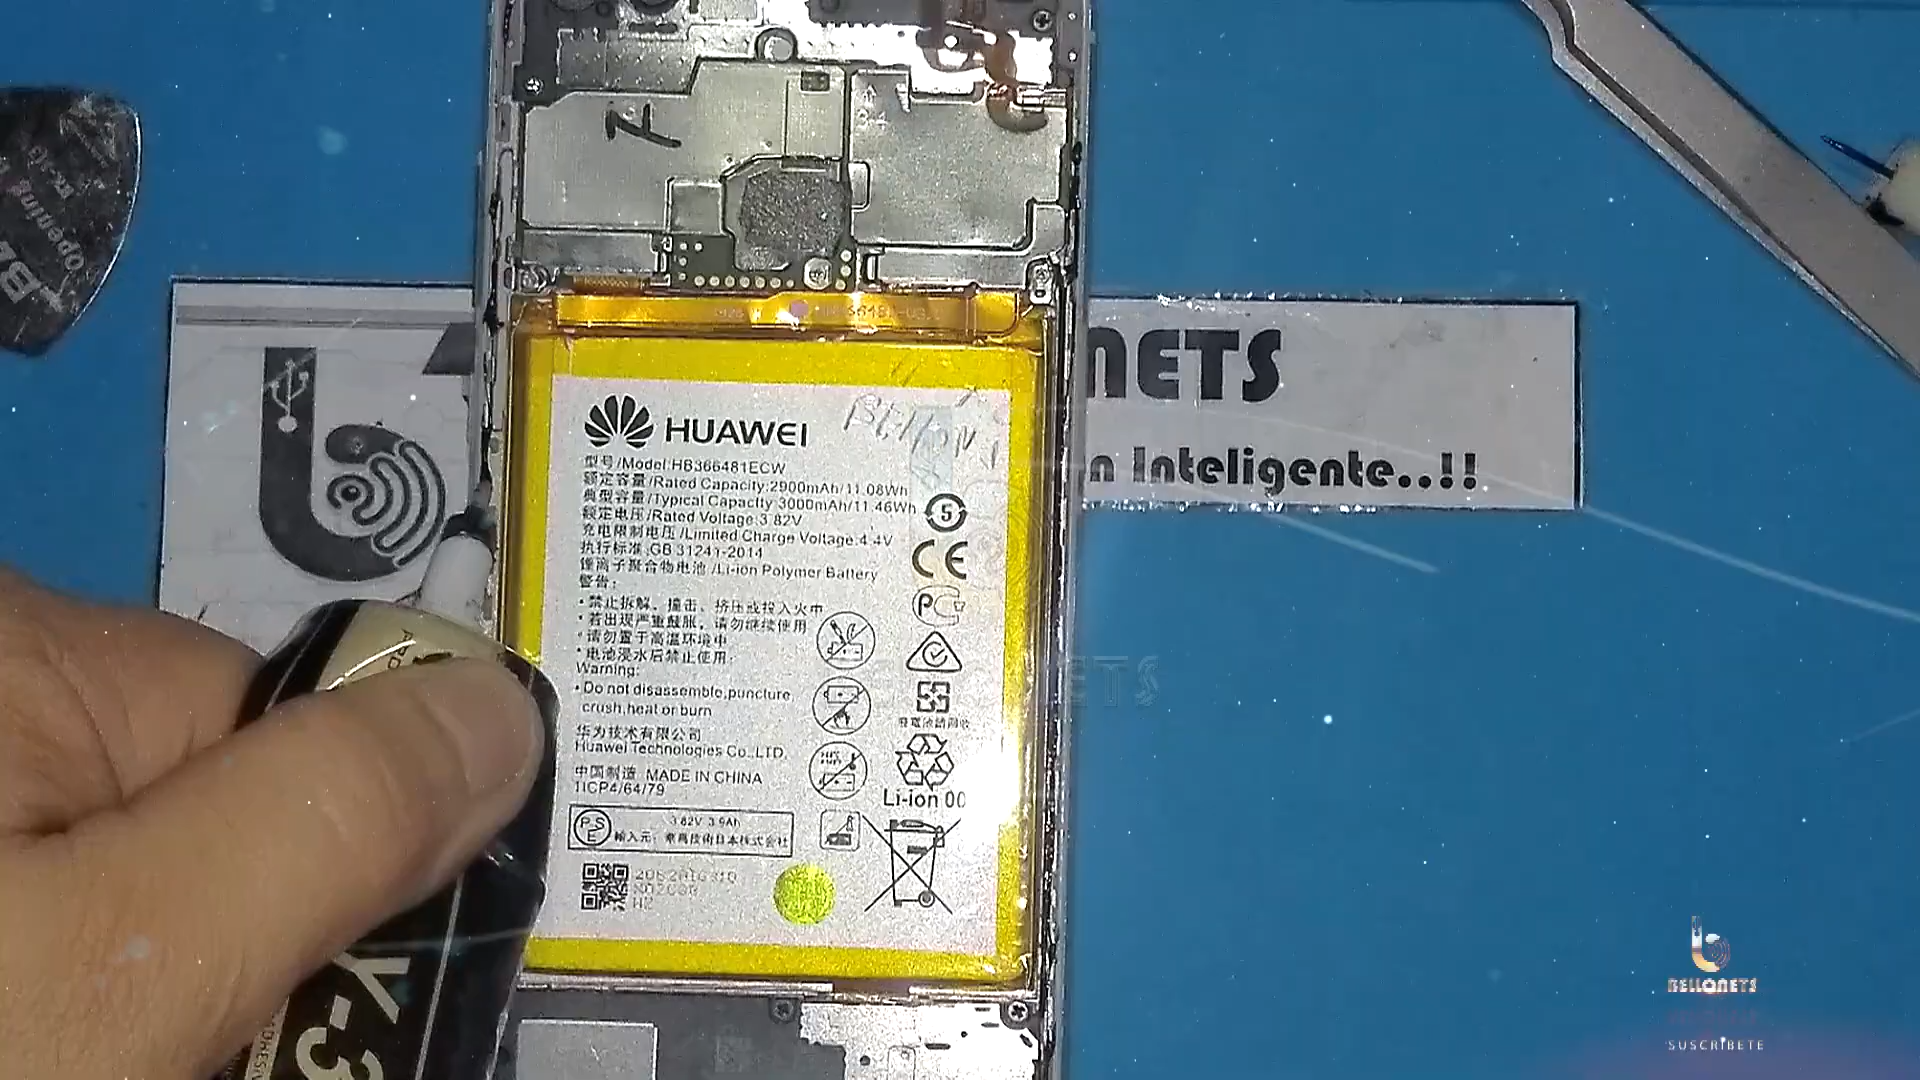 34
HUAWEI
型号/Model:HB366481ECW
额定容量/Rated Capacity:2900mAh/11.08Wh
典型容量/Typical Capacity 3000mAh/11.46Wh
额定电压/Rated Voltage:3.82V
充电限制电压/Limited Charge Voltage:4.4V
执行标准:GB 31241-2014
锂离子聚合物电池/Li-ion Polymer Battery
警告:
·禁止拆解、撞击、挤压或投入火中
·若出现严重鼓胀，请勿继续使用
·请勿置于高温环境中
·电池浸水后禁止使用.
Warning:
·Do not disassemble,puncture
crush,heat or burn
华为技术有限公司
Huawei Technologies Co.,LTD.
中国制造 MADE IN CHINA
1ICP4/64/79
PSE
3.82V
5
CE
Li-ion 00
NETS
n Inteligente..!!
Opening
BELLONETS
SUSCRIBETE